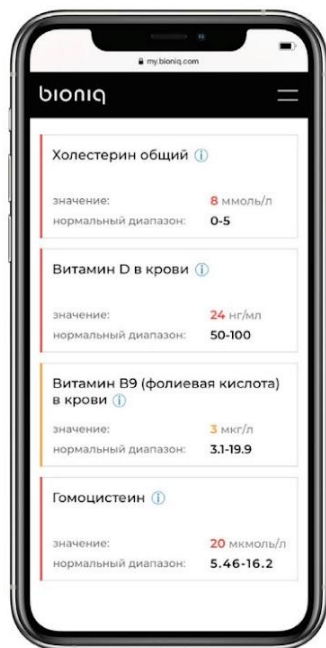 my.bioniq.com
bioniq
Холестерин общий
значение: 8 ммоль/л
нормальный диапазон: 0-5
Витамин D в крови
значение: 24 нг/мл
нормальный диапазон: 50-100
Витамин B9 (фолиевая кислота)
в крови
значение: 3 мкг/л
нормальный диапазон: 3.1-19.9
Гомоцистеин
значение: 20 мкмоль/л
нормальный диапазон: 5.46-16.2